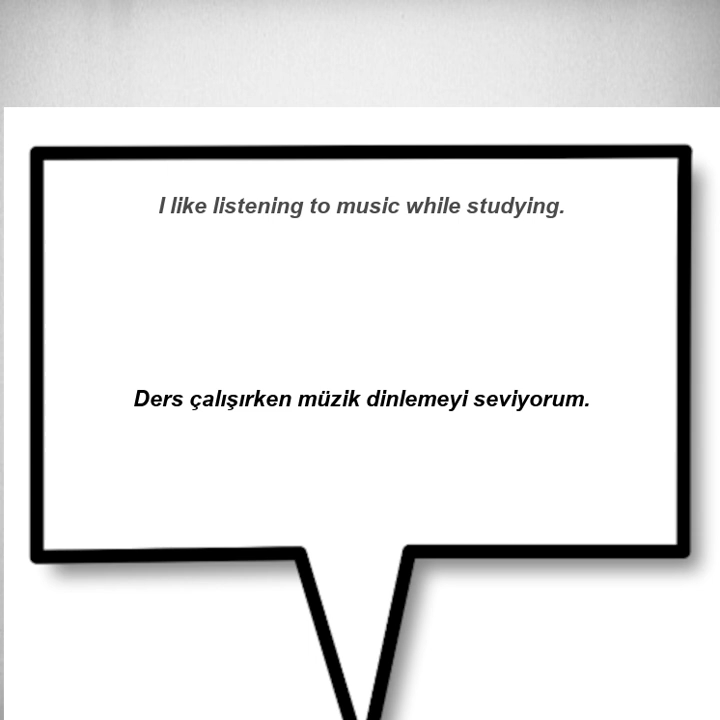 I like listening to music while studying.
Ders çalışırken müzik dinlemeyi seviyorum.